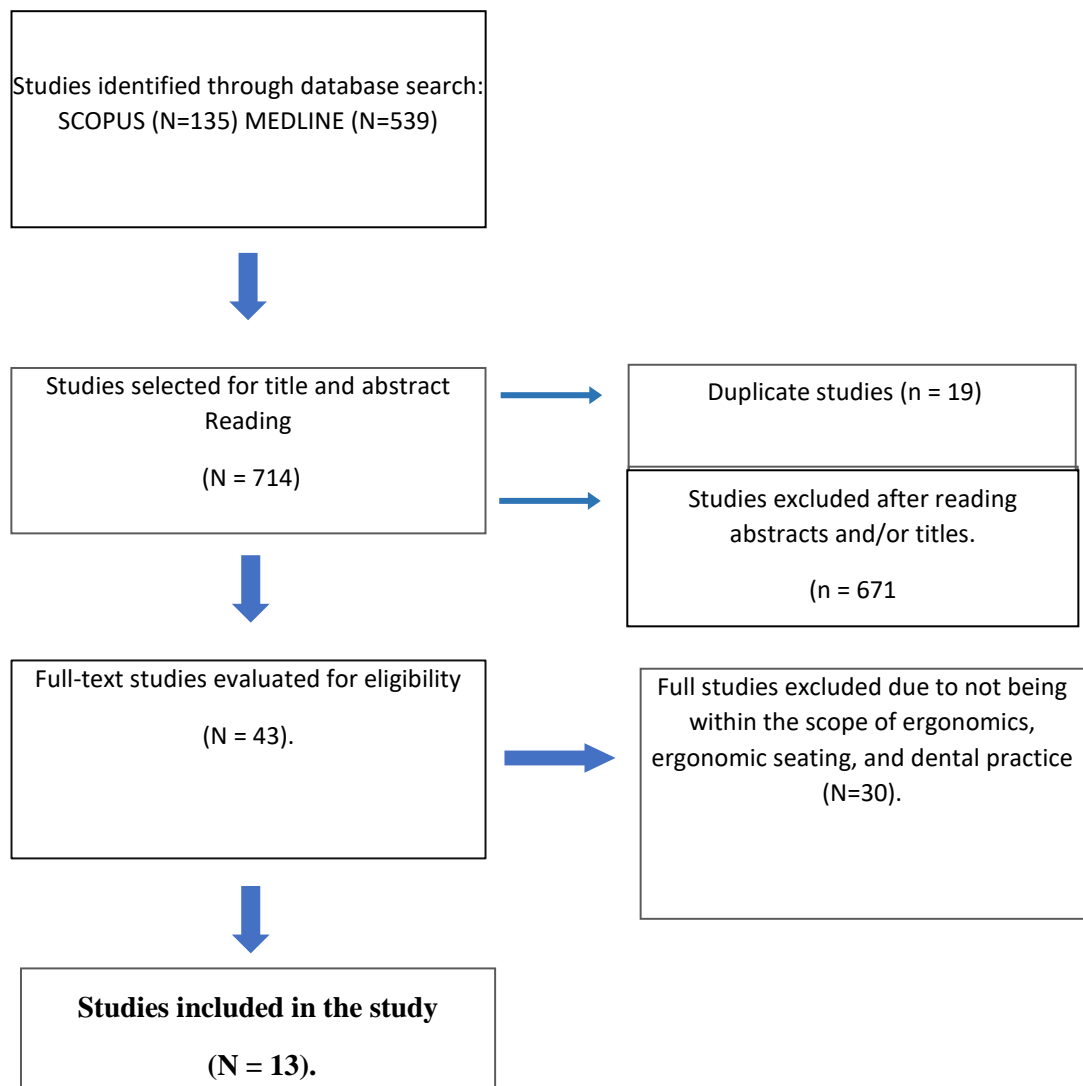 Studies identified through database search:
SCOPUS (N=135) MEDLINE (N=539)
Studies selected for title and abstract
Reading
(N = 714)
Duplicate studies (n = 19)
Studies excluded after reading
abstracts and/or titles.
(n = 671
Full-text studies evaluated for eligibility
(N = 43).
Full studies excluded due to not being
within the scope of ergonomics,
ergonomic seating, and dental practice
(N=30).
Studies included in the study
(N = 13).